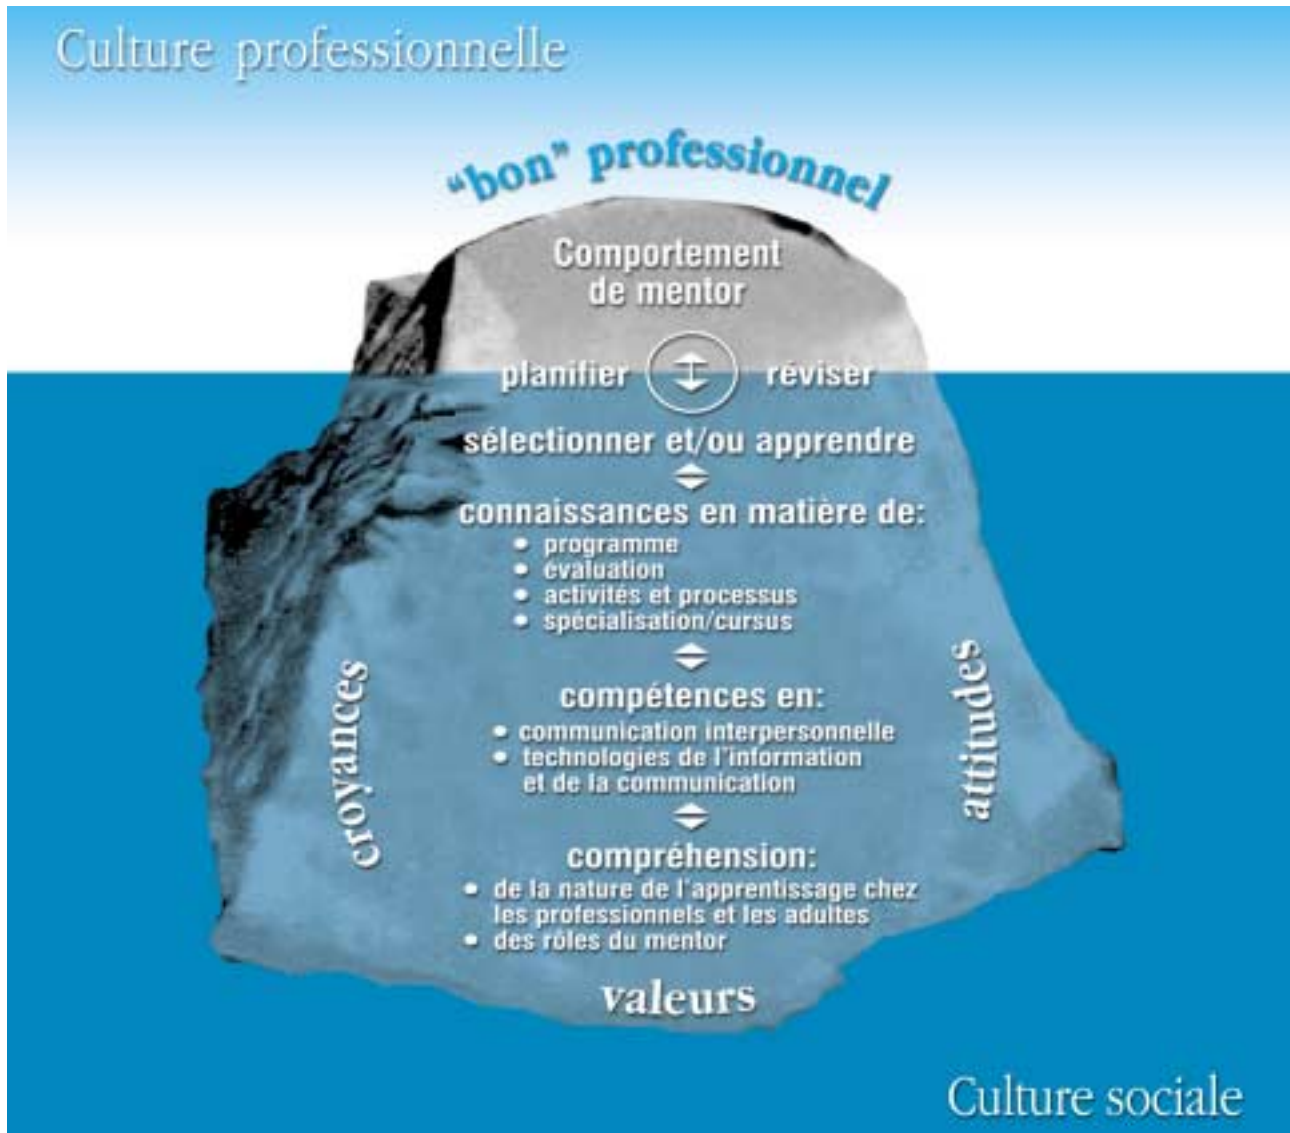 Culture professionnelle
“bon” professionnel
Comportement
de mentor
planifier réviser
sélectionner et/ou apprendre
connaissances en matière de:
• programme
• évaluation
• activités et processus
• spécialisation/cursus
croyances
attitudes
compétences en:
• communication interpersonnelle
• technologies de l"information
et de la communication
compréhension:
• de la nature de l'apprentissage chez
les professionnels et les adultes
• des rôles du mentor
valeurs
Culture sociale